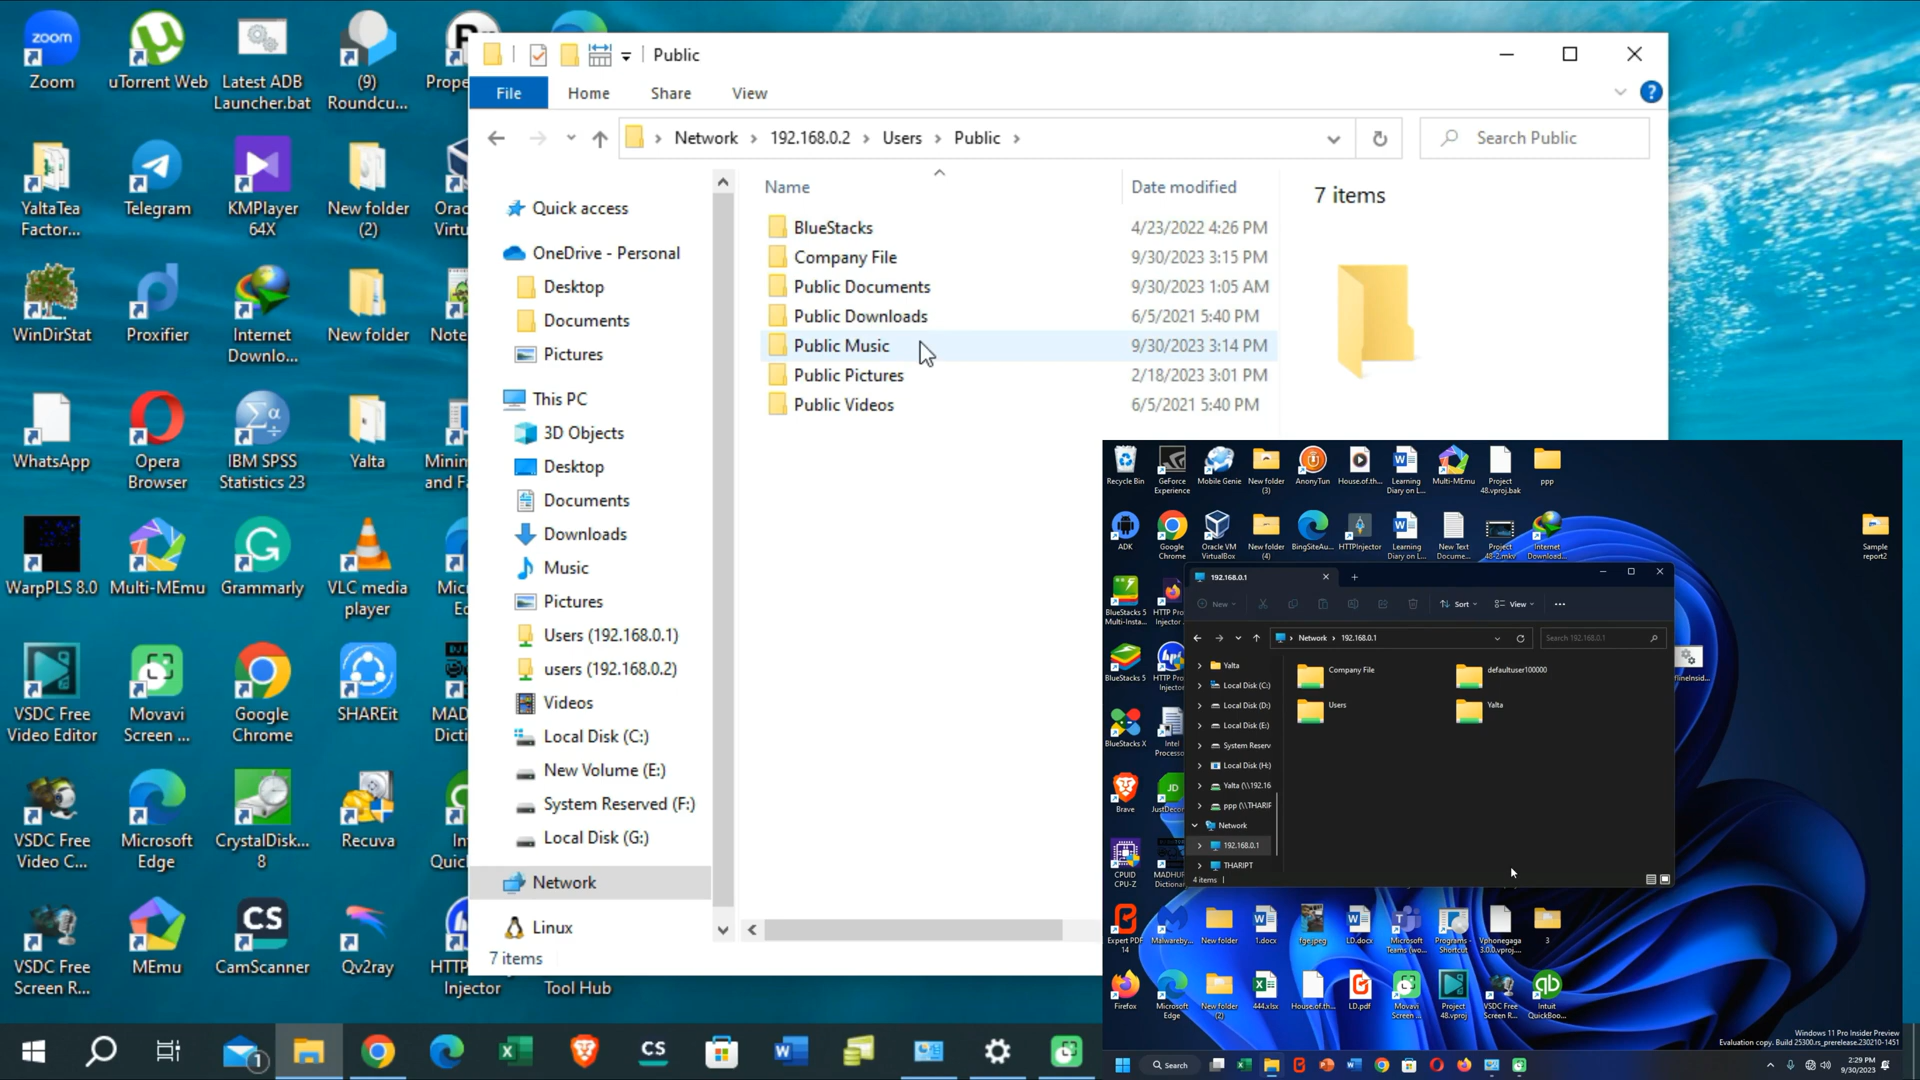 Zoom
uTorrent Web
Latest ADB
Launcher.bat
(9)
Roundcu...
Prope
YaltaTea
Factor...
Telegram
KMPlayer
64X
New folder
(2)
Orac
Virtu
WinDirStat
Proxifier
Internet
Downlo...
New folder
Note
WhatsApp
Opera
Browser
IBM SPSS
Statistics 23
Yalta
Minim
and Fa
WarpPLS 8.0
Multi-MEmu
Grammarly
VLC media
player
Micr
Ec
VSDC Free
Video Editor
Movavi
Screen ...
Google
Chrome
SHAREit
MAD
Dicti
VSDC Free
Video C...
Microsoft
Edge
CrystalDisk...
8
Recuva
Int
Quic
VSDC Free
Screen R...
MEmu
CamScanner
Qv2ray
HTTP
Injector
Tool Hub
Public
File
Home
Share
View
Network > 192.168.0.2 > Users > Public >
Search Public
Quick access
OneDrive - Personal
Desktop
Documents
Pictures
This PC
3D Objects
Desktop
Documents
Downloads
Music
Pictures
Users (192.168.0.1)
users (192.168.0.2)
Videos
Local Disk (C:)
New Volume (E:)
System Reserved (F:)
Local Disk (G:)
Network
Linux
7 items
Name
Date modified
BlueStacks 4/23/2022 4:26 PM
Company File 9/30/2023 3:15 PM
Public Documents 9/30/2023 1:05 AM
Public Downloads 6/5/2021 5:40 PM
Public Music 9/30/2023 3:14 PM
Public Pictures 2/18/2023 3:01 PM
Public Videos 6/5/2021 5:40 PM
7 items
Recycle Bin
GeForce
Experience
Mobile Genie
New folder
(3)
AnonyTun
House.of.th...
Learning
Diary on L...
Multi-MEmu
Project
48.vproj.bak
ppp
ADK
Google
Chrome
Oracle VM
VirtualBox
New folder
(4)
BingSiteAu...
HTTPInjector
Learning
Diary on L...
New Text
Docume...
Project
48-2.mkv
Internet
Download...
Sample
report2
BlueStacks 5
Multi-Insta...
HTTP Pro
Injector
BlueStacks 5
HTTP Pro
Injector
BlueStacks X
Intel
Processo
Brave
JustDeco
CPUID
CPU-Z
MADHUR
Dictionar
192.168.0.1
New
Sort
View
Network > 192.168.0.1
Search 192.168.0.1
Yalta
Local Disk (C:)
Local Disk (D:)
Local Disk (E:)
System Reserv
Local Disk (H:)
Yalta (\\192.16
ppp (\\THARIF
Network
192.168.0.1
THARIPT
Company File
defaultuser100000
Users
Yalta
4 items
Expert PDF
14
Malwareby...
New folder
1.docx
fge.jpeg
LD.docx
Microsoft
Teams (wo...
Programs -
Shortcut
Vphonegaga
3.0.0.vproj...
3
Firefox
Microsoft
Edge
New folder
(2)
444.xlsx
House.of.th...
LD.pdf
Movavi
Screen ...
Project
48.vproj
VSDC Free
Screen R...
Intuit
QuickBoo...
Windows 11 Pro Insider Preview
Evaluation copy. Build 25300.rs_prerelease.230210-1451
Search
2:29 PM
9/30/2023